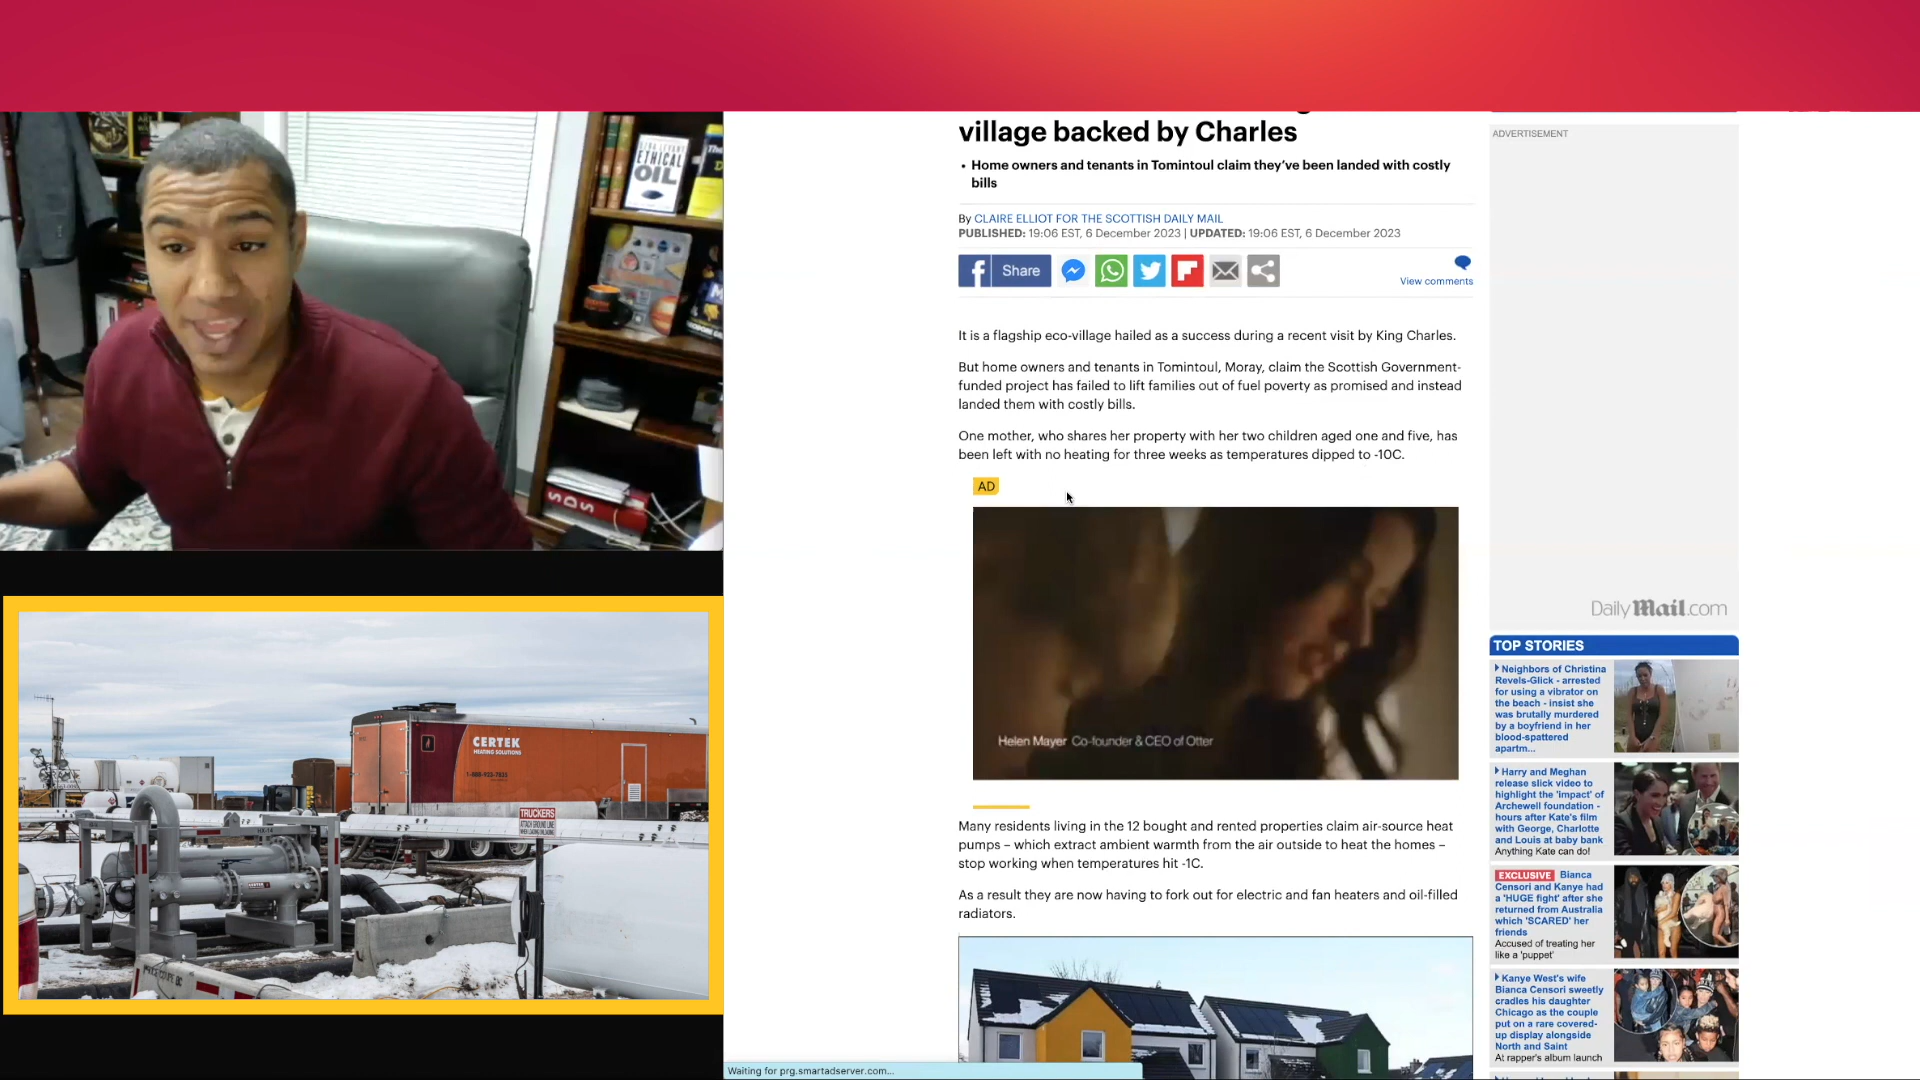 ETHICAL
OIL
village backed by Charles
• Home owners and tenants in Tomintoul claim they've been landed with costly
bills
By CLAIRE ELLIOT FOR THE SCOTTISH DAILY MAIL
PUBLISHED: 19:06 EST, 6 December 2023 | UPDATED: 19:06 EST, 6 December 2023
Share
View comments
It is a flagship eco-village hailed as a success during a recent visit by King Charles.
But home owners and tenants in Tomintoul, Moray, claim the Scottish Government-
funded project has failed to lift families out of fuel poverty as promised and instead
landed them with costly bills.
One mother, who shares her property with her two children aged one and five, has
been left with no heating for three weeks as temperatures dipped to -10C.
AD
Helen Mayer Co-founder & CEO of Otter
Many residents living in the 12 bought and rented properties claim air-source heat
pumps – which extract ambient warmth from the air outside to heat the homes –
stop working when temperatures hit -1C.
As a result they are now having to fork out for electric and fan heaters and oil-filled
radiators.
ADVERTISEMENT
DailyMail.com
TOP STORIES
Neighbors of Christina
Revels-Glick - arrested
for using a vibrator on
the beach - insist she
was brutally murdered
by a boyfriend in her
blood-spattered
apartm...
Harry and Meghan
release slick video to
highlight the 'impact' of
Archewell foundation -
hours after Kate's film
with George, Charlotte
and Louis at baby bank
Anything Kate can do!
EXCLUSIVE Bianca
Censori and Kanye had
a 'HUGE fight' after she
returned from Australia
which 'SCARED' her
friends
Accused of treating her
like a 'puppet'
Kanye West's wife
Bianca Censori sweetly
cradles his daughter
Chicago as the couple
put on a rare covered-
up display alongside
North and Saint
At rapper's album launch
CERTEK
HEATING SOLUTIONS
TRUCKERS
Waiting for prg.smartadserver.com...